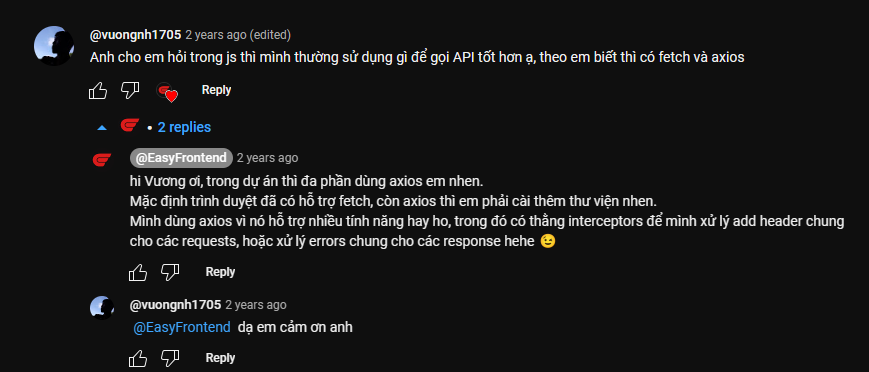 @vuongnh1705 2 years ago (edited)
Anh cho em hỏi trong js thì mình thường sử dụng gì để gọi API tốt hơn ạ, theo em biết thì có fetch và axios
Reply
• 2 replies
@EasyFrontend 2 years ago
hi Vương ơi, trong dự án thì đa phần dùng axios em nhen.
Mặc định trình duyệt đã có hỗ trợ fetch, còn axios thì em phải cài thêm thư viện nhen.
Mình dùng axios vì nó hỗ trợ nhiều tính năng hay ho, trong đó có thằng interceptors để mình xử lý add header chung
cho các requests, hoặc xử lý errors chung cho các response hehe 😉
Reply
@vuongnh1705 2 years ago
@EasyFrontend dạ em cảm ơn anh
Reply